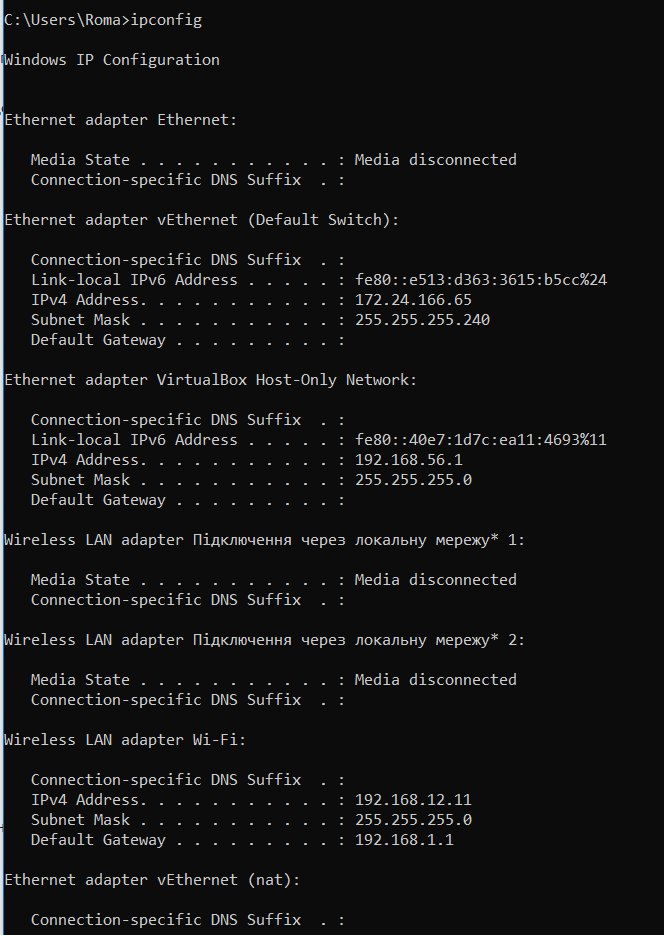 C:\Users\Roma>ipconfig
Windows IP Configuration
Ethernet adapter Ethernet:
Media State . . . . . . . . . . . : Media disconnected
Connection-specific DNS Suffix  . :
Ethernet adapter vEthernet (Default Switch):
Connection-specific DNS Suffix  . :
Link-local IPv6 Address . . . . . : fe80::e513:d363:3615:b5cc%24
IPv4 Address. . . . . . . . . . . : 172.24.166.65
Subnet Mask . . . . . . . . . . . : 255.255.255.240
Default Gateway . . . . . . . . . :
Ethernet adapter VirtualBox Host-Only Network:
Connection-specific DNS Suffix  . :
Link-local IPv6 Address . . . . . : fe80::40e7:1d7c:ea11:4693%11
IPv4 Address. . . . . . . . . . . : 192.168.56.1
Subnet Mask . . . . . . . . . . . : 255.255.255.0
Default Gateway . . . . . . . . . :
Wireless LAN adapter Підключення через локальну мережу* 1:
Media State . . . . . . . . . . . : Media disconnected
Connection-specific DNS Suffix  . :
Wireless LAN adapter Підключення через локальну мережу* 2:
Media State . . . . . . . . . . . : Media disconnected
Connection-specific DNS Suffix  . :
Wireless LAN adapter Wi-Fi:
Connection-specific DNS Suffix  . :
IPv4 Address. . . . . . . . . . . : 192.168.12.11
Subnet Mask . . . . . . . . . . . : 255.255.255.0
Default Gateway . . . . . . . . . : 192.168.1.1
Ethernet adapter vEthernet (nat):
Connection-specific DNS Suffix  . :